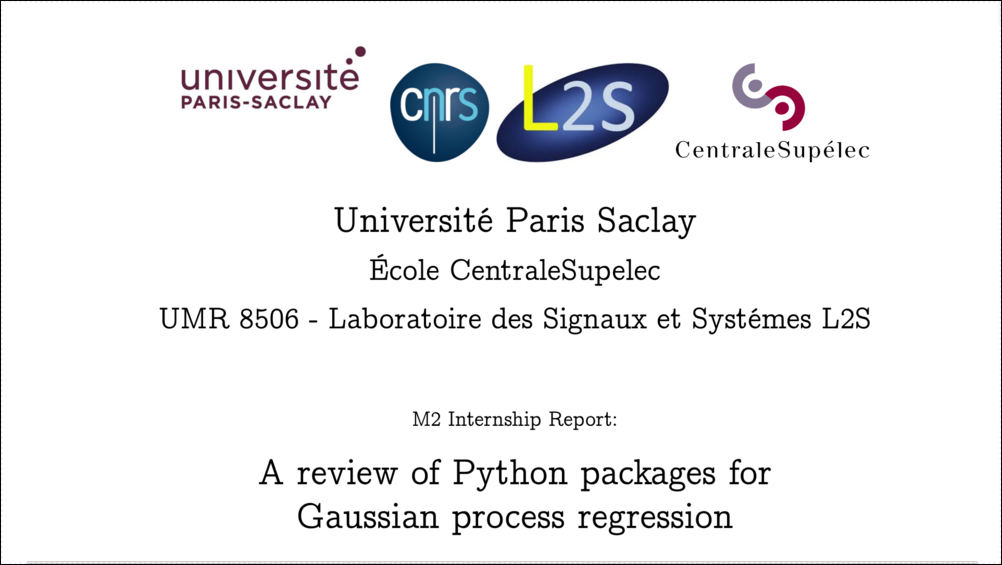 université
PARIS-SACLAY
cnrs
L2S
CentraleSupélec
Université Paris Saclay
École CentraleSupelec
UMR 8506 - Laboratoire des Signaux et Systémes L2S
M2 Internship Report:
A review of Python packages for
Gaussian process regression